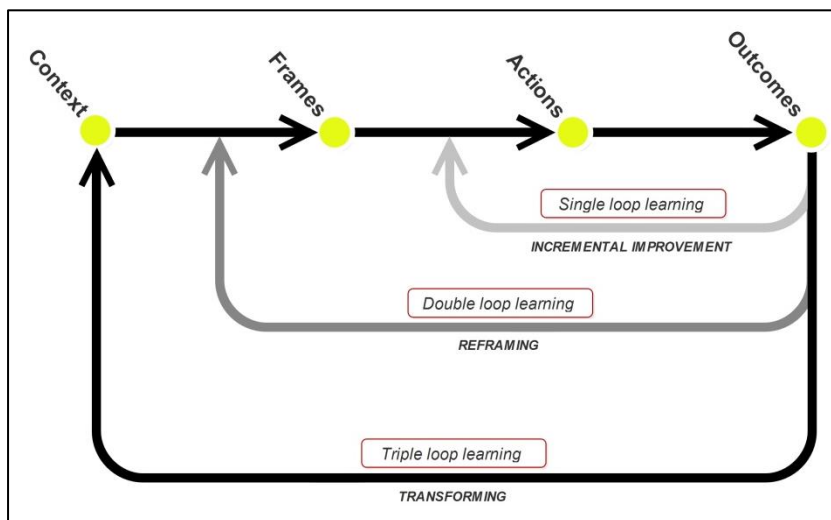 Context
Frames
Actions
Outcomes
Single loop learning
INCREMENTAL IMPROVEMENT
Double loop learning
REFRAMING
Triple loop learning
TRANSFORMING